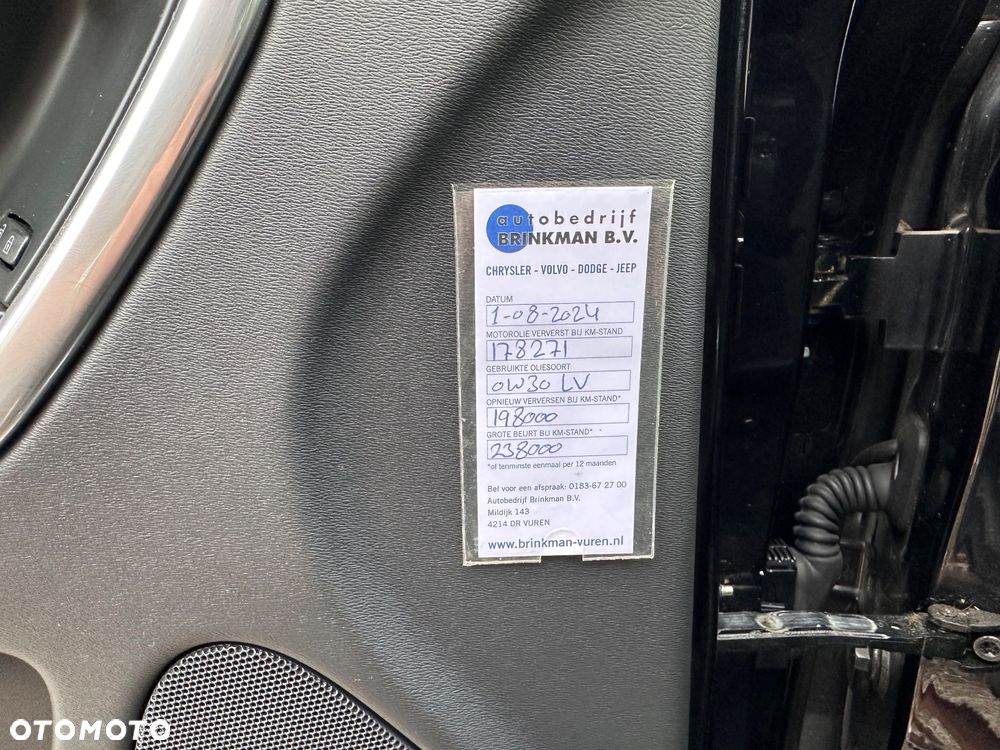 autobedrijf
BRINKMAN B.V.
CHRYSLER - VOLVO - DODGE - JEEP
DATUM
1-08-2024
MOTOROLIE VERVERST BIJ KM-STAND
178271
GEBRUIKTE OLIESOORT
0W30 LV
OPNIEUW VERVERSEN BIJ KM-STAND*
198000
GROTE BEURT BIJ KM-STAND*
238000
*of tenminste eenmaal per 12 maanden
Bel voor een afspraak: 0183-67 27 00
Autobedrijf Brinkman B.V.
Mildijk 143
4214 DR VUREN
www.brinkman-vuren.nl
OTOMOTO